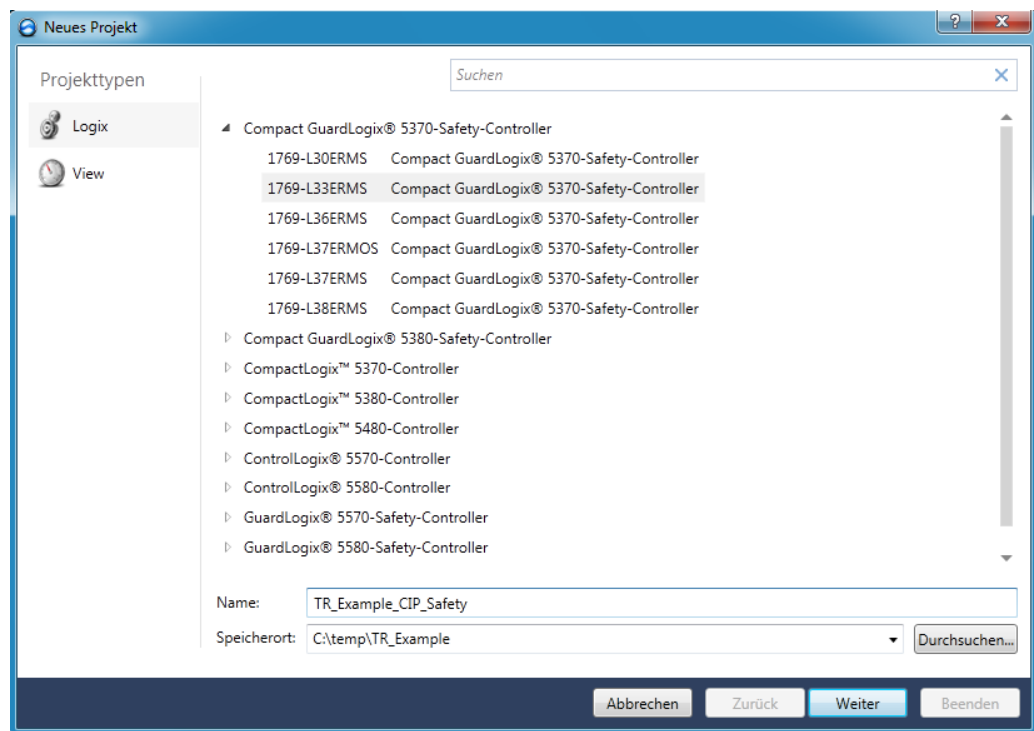 Neues Projekt
Projekttypen
Suchen
Logix
View
Compact GuardLogix® 5370-Safety-Controller
1769-L30ERMS Compact GuardLogix® 5370-Safety-Controller
1769-L33ERMS Compact GuardLogix® 5370-Safety-Controller
1769-L36ERMS Compact GuardLogix® 5370-Safety-Controller
1769-L37ERMOS Compact GuardLogix® 5370-Safety-Controller
1769-L37ERMS Compact GuardLogix® 5370-Safety-Controller
1769-L38ERMS Compact GuardLogix® 5370-Safety-Controller
Compact GuardLogix® 5380-Safety-Controller
CompactLogix™ 5370-Controller
CompactLogix™ 5380-Controller
CompactLogix™ 5480-Controller
ControlLogix® 5570-Controller
ControlLogix® 5580-Controller
GuardLogix® 5570-Safety-Controller
GuardLogix® 5580-Safety-Controller
Name: TR_Example_CIP_Safety
Speicherort: C:\temp\TR_Example Durchsuchen...
Abbrechen Zurück Weiter Beenden